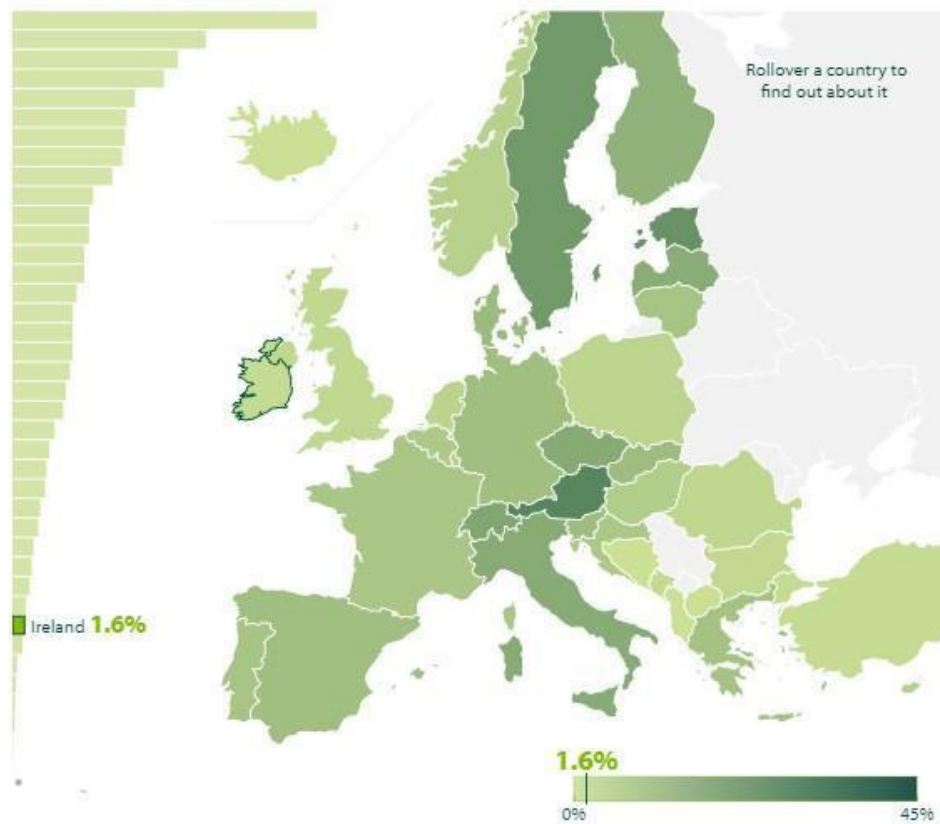 Rollover a country to
find out about it
Ireland 1.6%
1.6%
0%
45%